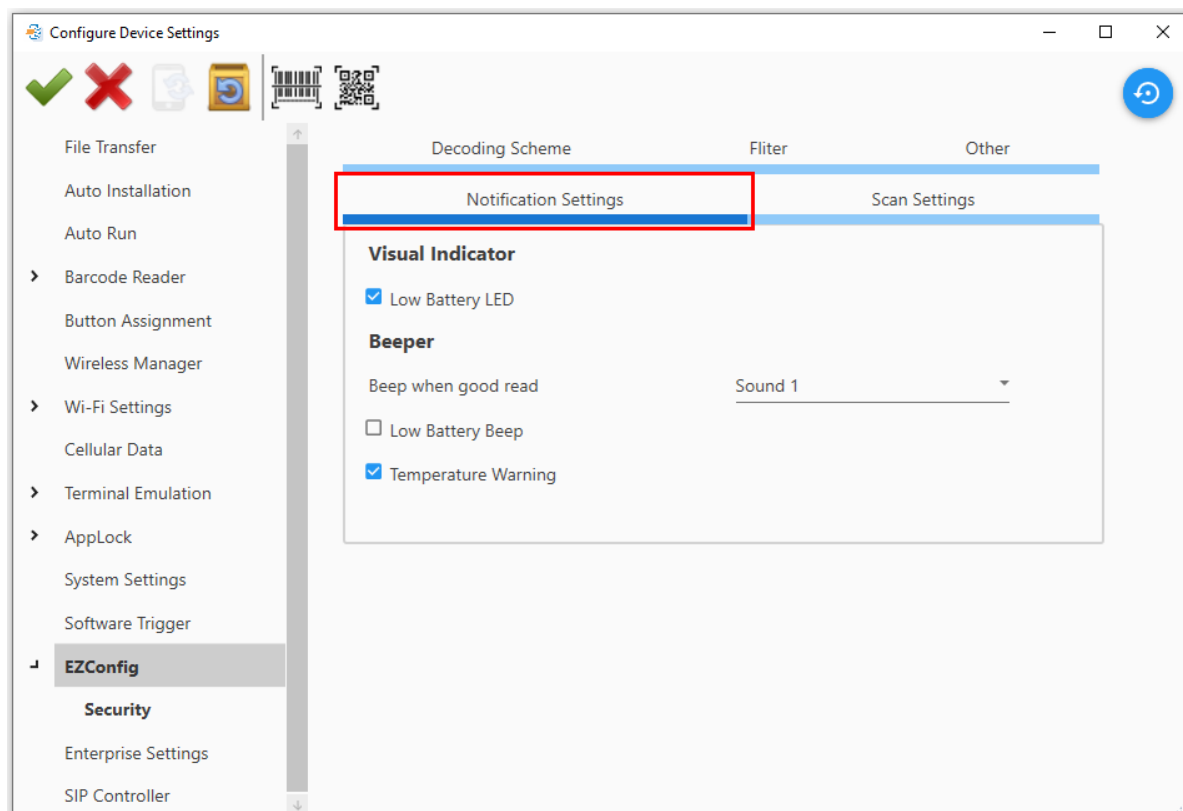 Configure Device Settings
File Transfer
Auto Installation
Auto Run
Barcode Reader
Button Assignment
Wireless Manager
Wi-Fi Settings
Cellular Data
Terminal Emulation
AppLock
System Settings
Software Trigger
EZConfig
Security
Enterprise Settings
SIP Controller
Decoding Scheme Fliter Other
Notification Settings Scan Settings
Visual Indicator
Low Battery LED
Beeper
Beep when good read Sound 1
Low Battery Beep
Temperature Warning